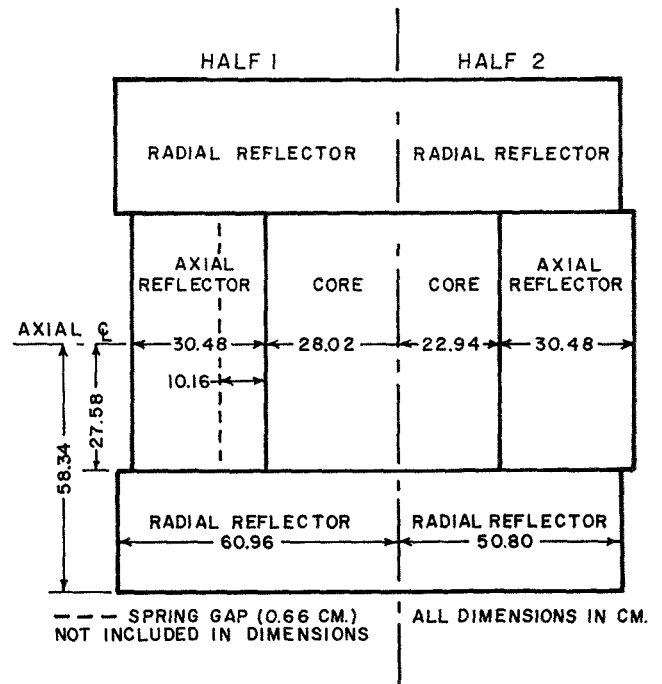 HALF 1
HALF 2
RADIAL REFLECTOR
RADIAL REFLECTOR
AXIAL
REFLECTOR
CORE
CORE
AXIAL
REFLECTOR
AXIAL ℄
30.48
28.02
22.94
30.48
10.16
27.58
58.34
RADIAL REFLECTOR
60.96
RADIAL REFLECTOR
50.80
SPRING GAP (0.66 CM.)
NOT INCLUDED IN DIMENSIONS
ALL DIMENSIONS IN CM.